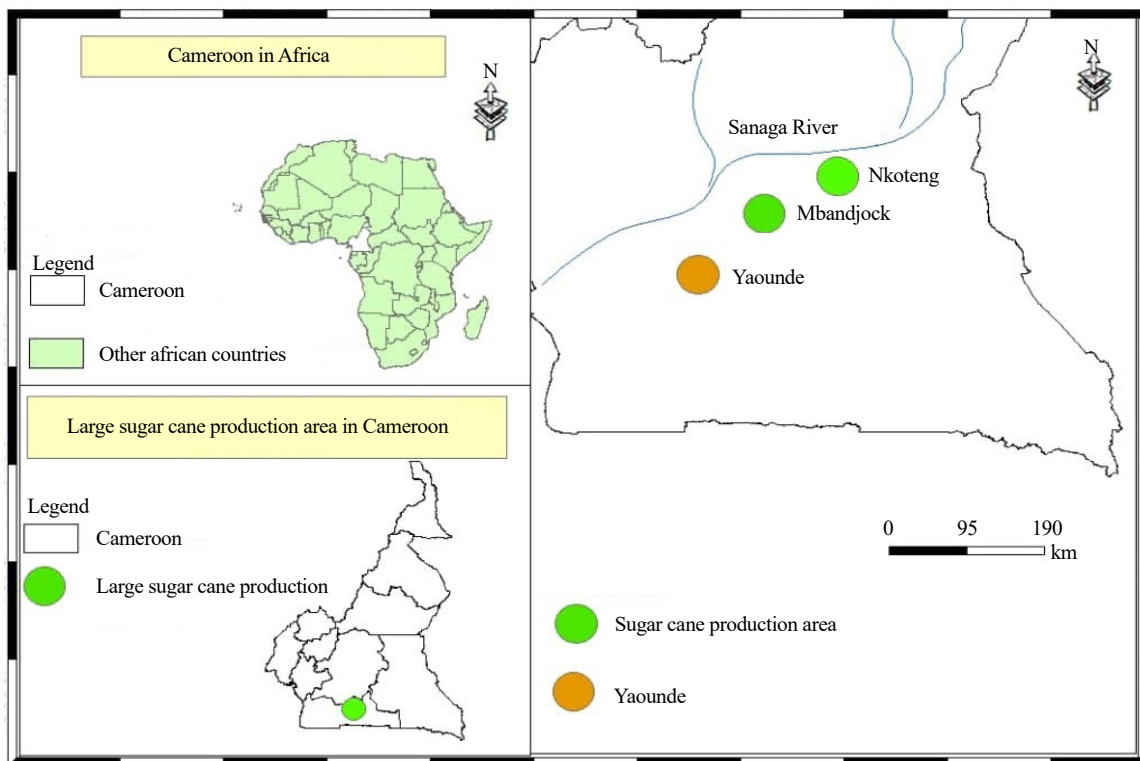 Cameroon in Africa
N
Legend
Cameroon
Other african countries
Large sugar cane production area in Cameroon
Legend
Cameroon
Large sugar cane production
N
Sanaga River
Nkoteng
Mbandjock
Yaounde
0 95 190
km
Sugar cane production area
Yaounde